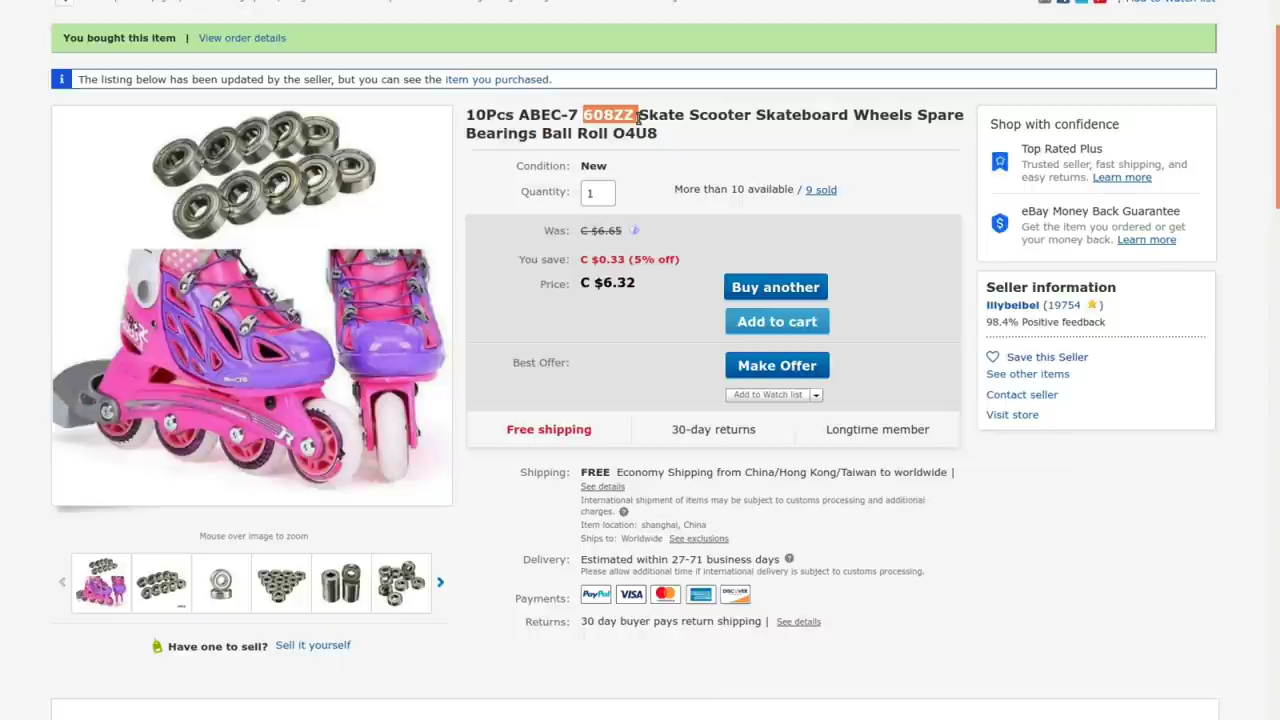 You bought this item | View order details
i The listing below has been updated by the seller, but you can see the item you purchased.
10Pcs ABEC-7 608ZZ Skate Scooter Skateboard Wheels Spare
Bearings Ball Roll O4U8
Condition: New
Quantity: 1 More than 10 available / 9 sold
Was: C $6.65
You save: C $0.33 (5% off)
Price: C $6.32
Buy another
Add to cart
Best Offer:
Make Offer
Add to Watch list
Free shipping 30-day returns Longtime member
Shipping: FREE Economy Shipping from China/Hong Kong/Taiwan to worldwide |
See details
International shipment of items may be subject to customs processing and additional
charges.
Item location: shanghai, China
Ships to: Worldwide See exclusions
Delivery: Estimated within 27-71 business days
Please allow additional time if international delivery is subject to customs processing.
Payments: PayPal VISA DISCOVER
Returns: 30 day buyer pays return shipping | See details
Mouse over image to zoom
Have one to sell? Sell it yourself
Shop with confidence
Top Rated Plus
Trusted seller, fast shipping, and
easy returns. Learn more
eBay Money Back Guarantee
Get the item you ordered or get
your money back. Learn more
Seller information
lllybeibei (19754 )
98.4% Positive feedback
Save this Seller
See other items
Contact seller
Visit store